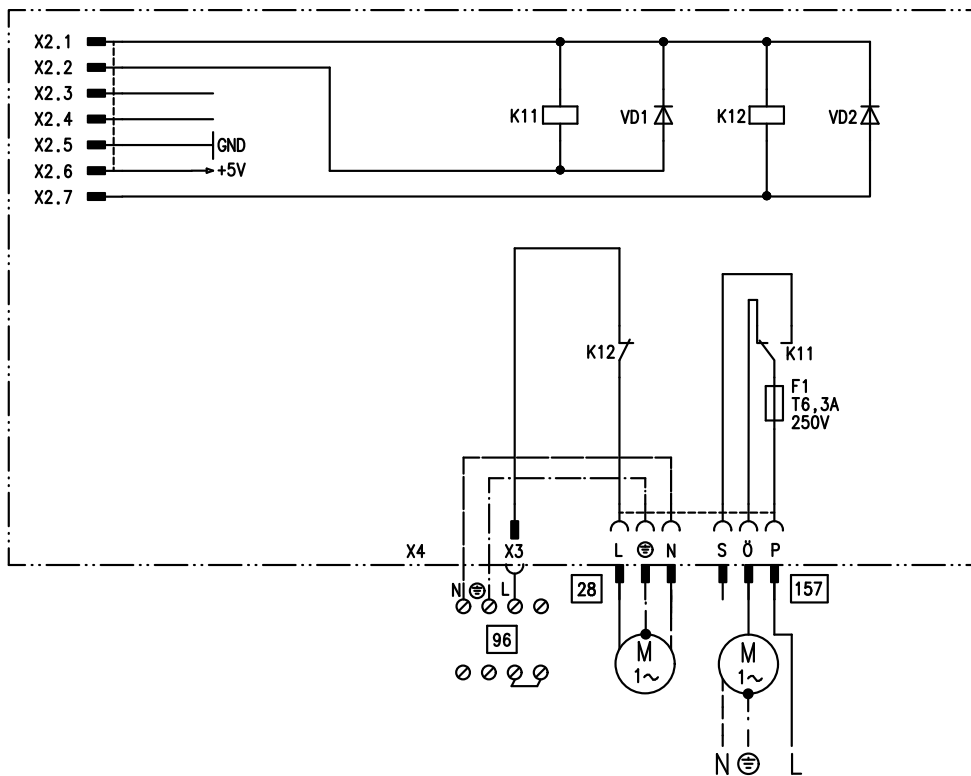 X2.1
X2.2
X2.3
X2.4
X2.5 GND
X2.6 +5V
X2.7
K11 VD1 K12 VD2
K12 K11
F1
T6,3A
250V
X4 X3 L N S Ö P
N L 28 157
96
M
1~
M
1~
N L